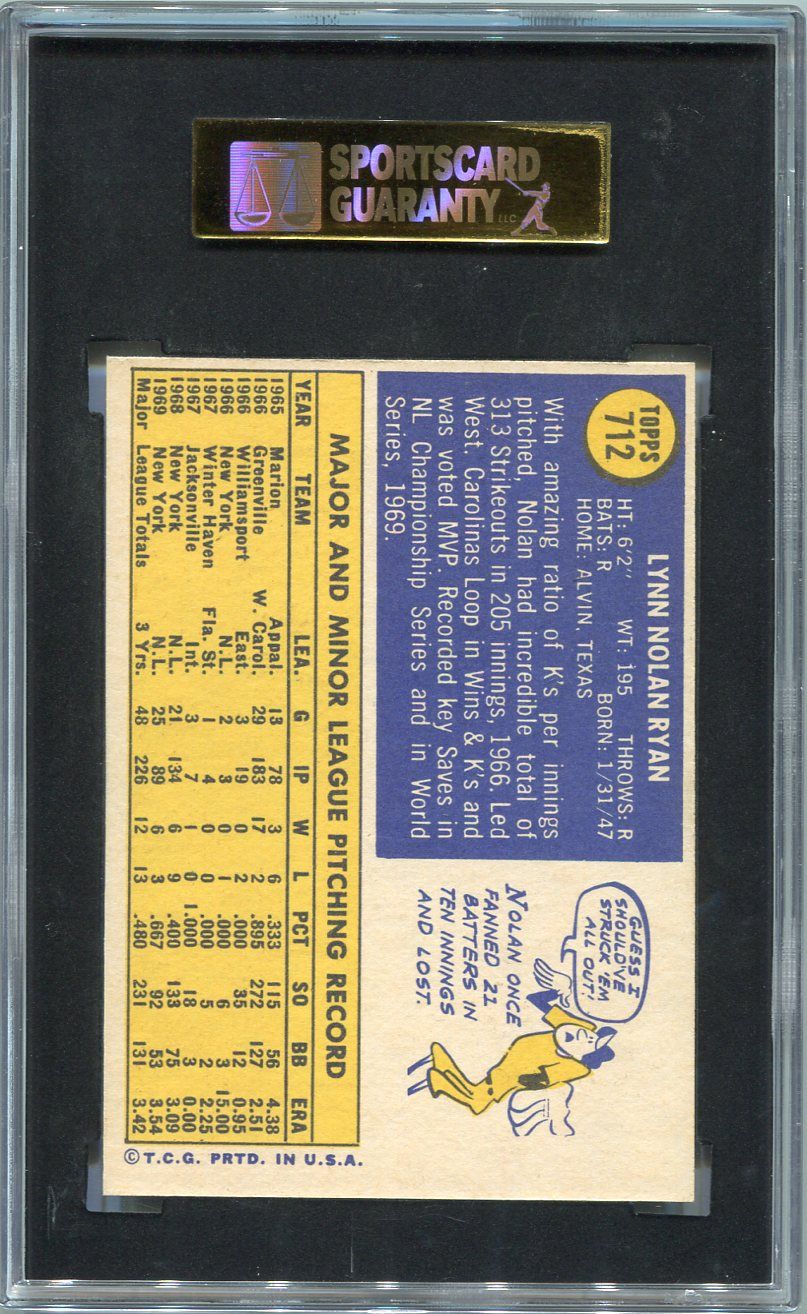 SPORTSCARD
GUARANTY LLC
TOPPS
712
LYNN NOLAN RYAN
HT: 6'2" WT: 195 THROWS: R
BATS: R BORN: 1/31/47
HOME: ALVIN, TEXAS
With amazing ratio of K's per innings
pitched, Nolan had incredible total of
313 Strikeouts in 205 innings, 1966. Led
West. Carolinas Loop in Wins & K's and
was voted MVP. Recorded key Saves in
NL Championship Series and in World
Series, 1969.
GUESS I
SHOULD'VE
STRUCK 'EM
ALL OUT!
NOLAN ONCE
FANNED 21
BATTERS IN
TEN INNINGS
AND LOST.
MAJOR AND MINOR LEAGUE PITCHING RECORD
YEAR TEAM LEA. G IP W L PCT SO BB ERA
1965 Marion Appal. 13 78 3 6 .333 115 56 4.38
1966 Greenville W. Carol. 29 183 17 2 .895 272 127 2.51
1966 Williamsport East. 3 19 0 2 .000 35 12 0.95
1966 New York N.L. 2 3 0 1 .000 6 3 15.00
1967 Winter Haven Fla. St. 1 4 0 0 .000 5 2 2.25
1967 Jacksonville Int. 3 7 1 0 1.000 18 3 0.00
1968 New York N.L. 21 134 6 9 .400 133 75 3.09
1969 New York N.L. 25 89 6 3 .667 92 53 3.54
Major League Totals 3 Yrs. 48 226 12 13 .480 231 131 3.42
© T.C.G. PRTD. IN U.S.A.